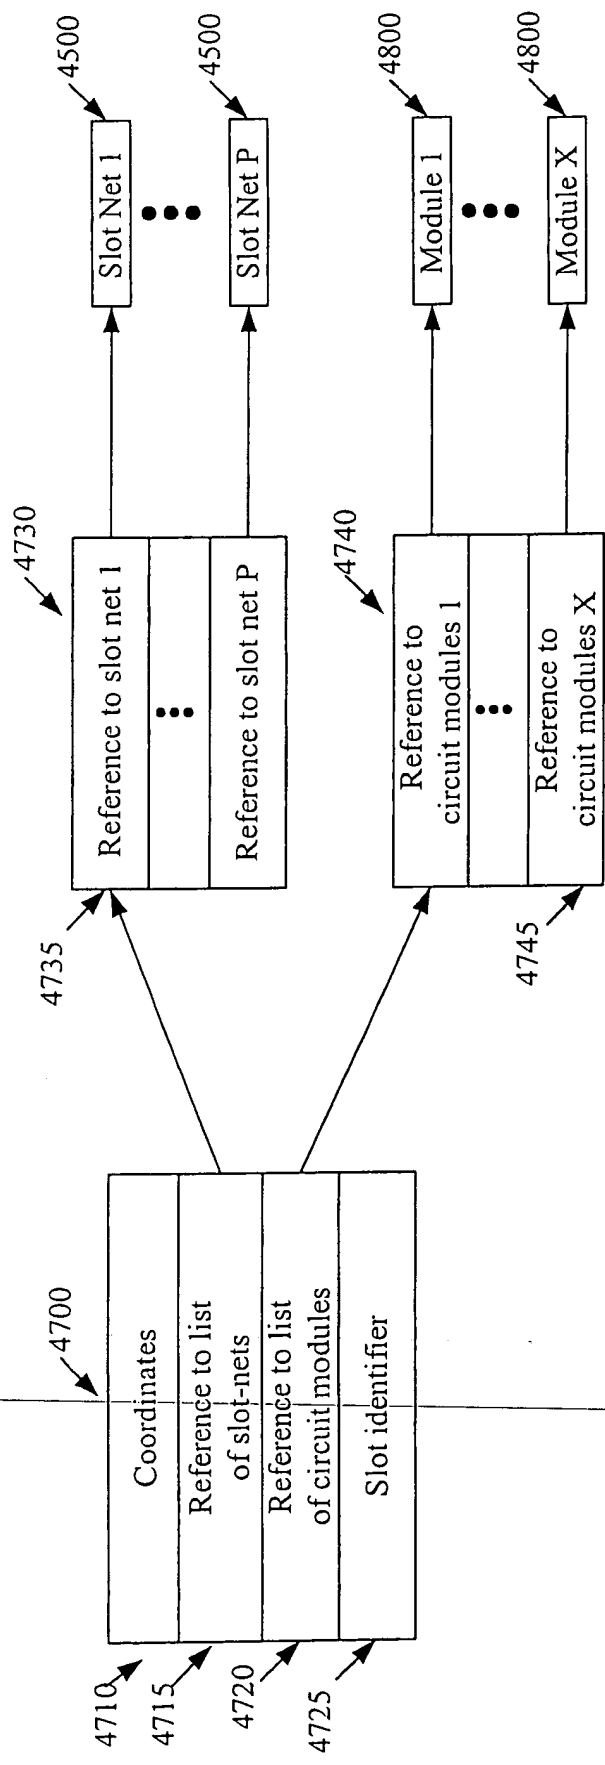 4700
4710
Coordinates
4715
Reference to list
of slot-nets
4720
Reference to list
of circuit modules
4725
Slot identifier
4730
4735
Reference to slot net 1
Reference to slot net P
4740
Reference to
circuit modules 1
Reference to
circuit modules X
4745
4500
Slot Net 1
4500
Slot Net P
4800
Module 1
4800
Module X